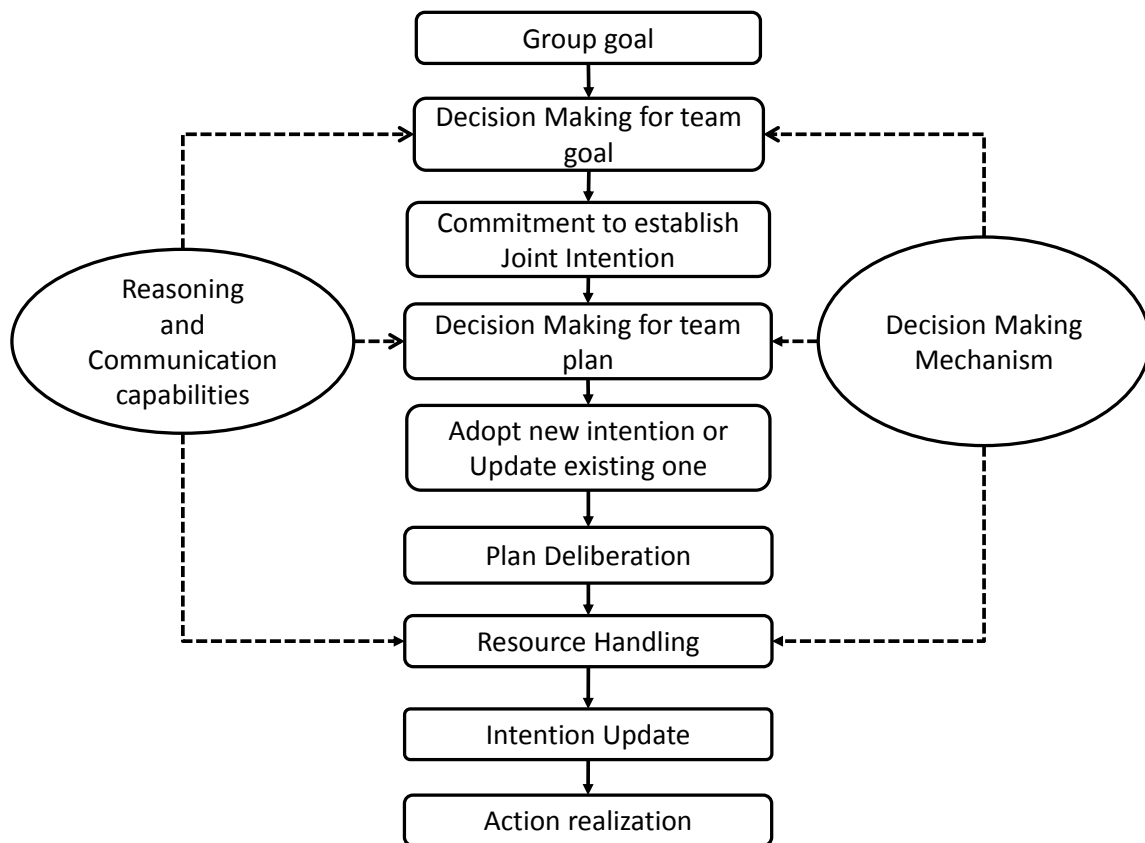 Group goal
Decision Making for team
goal
Commitment to establish
Joint Intention
Reasoning
and
Communication
capabilities
Decision Making for team
plan
Decision Making
Mechanism
Adopt new intention or
Update existing one
Plan Deliberation
Resource Handling
Intention Update
Action realization